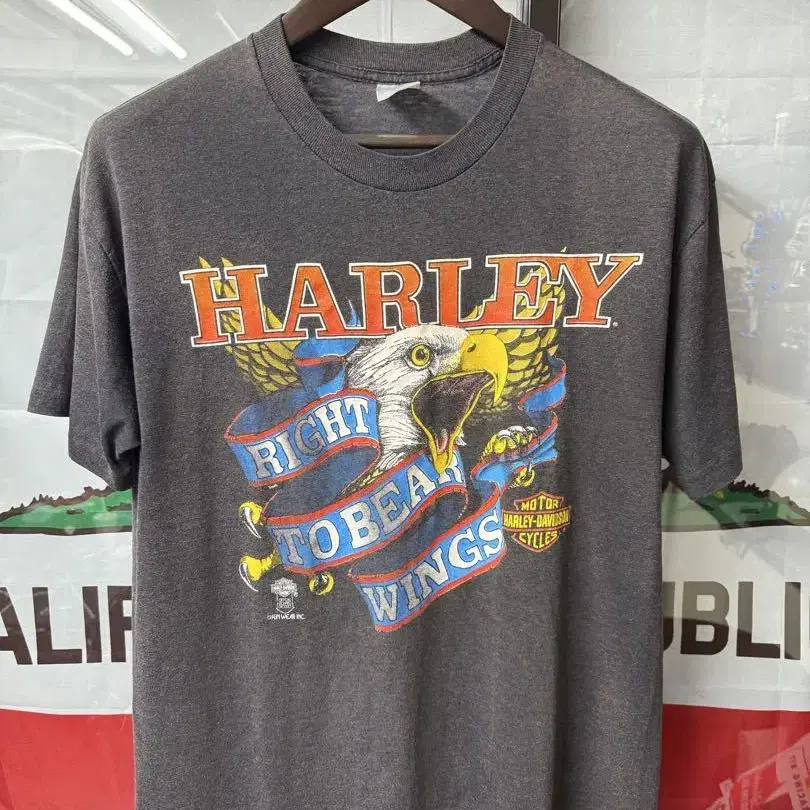 HARLEY
RIGHT
TO BEAR
WINGS
MOTOR
HARLEY-DAVIDSON
CYCLES
ALIF
UBLI